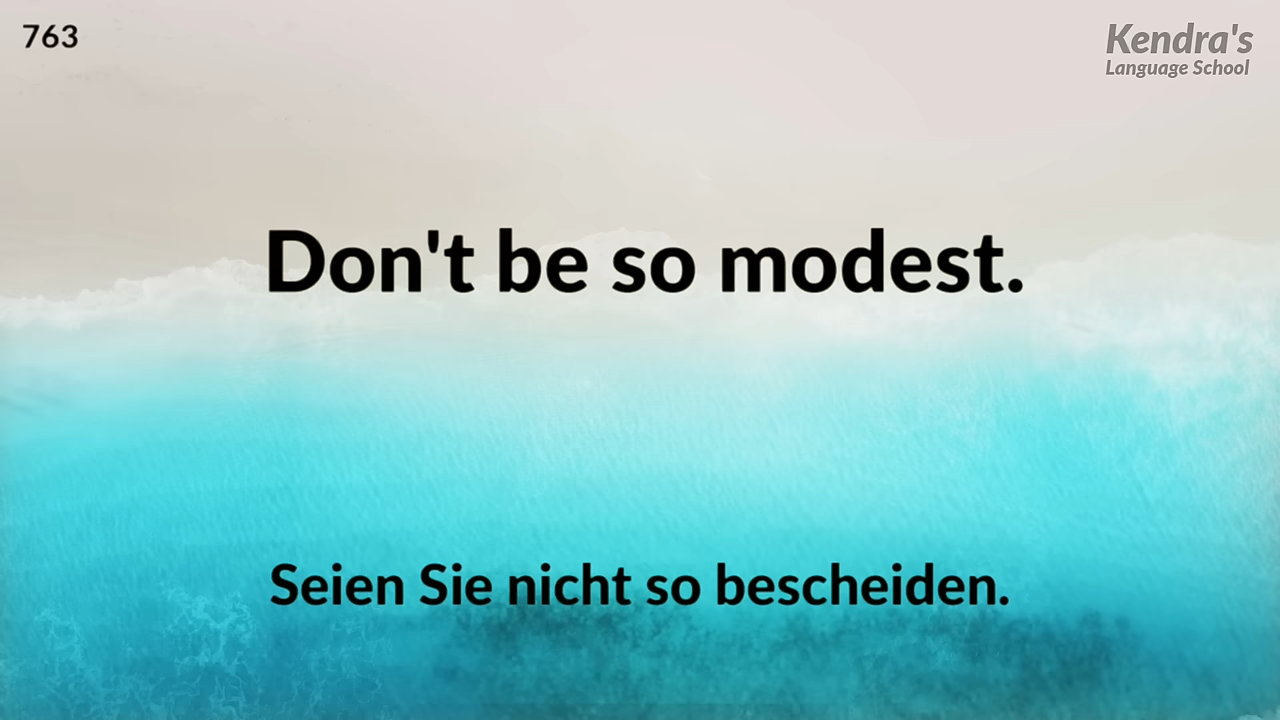 763
Kendra's
Language School
Don't be so modest.
Seien Sie nicht so bescheiden.